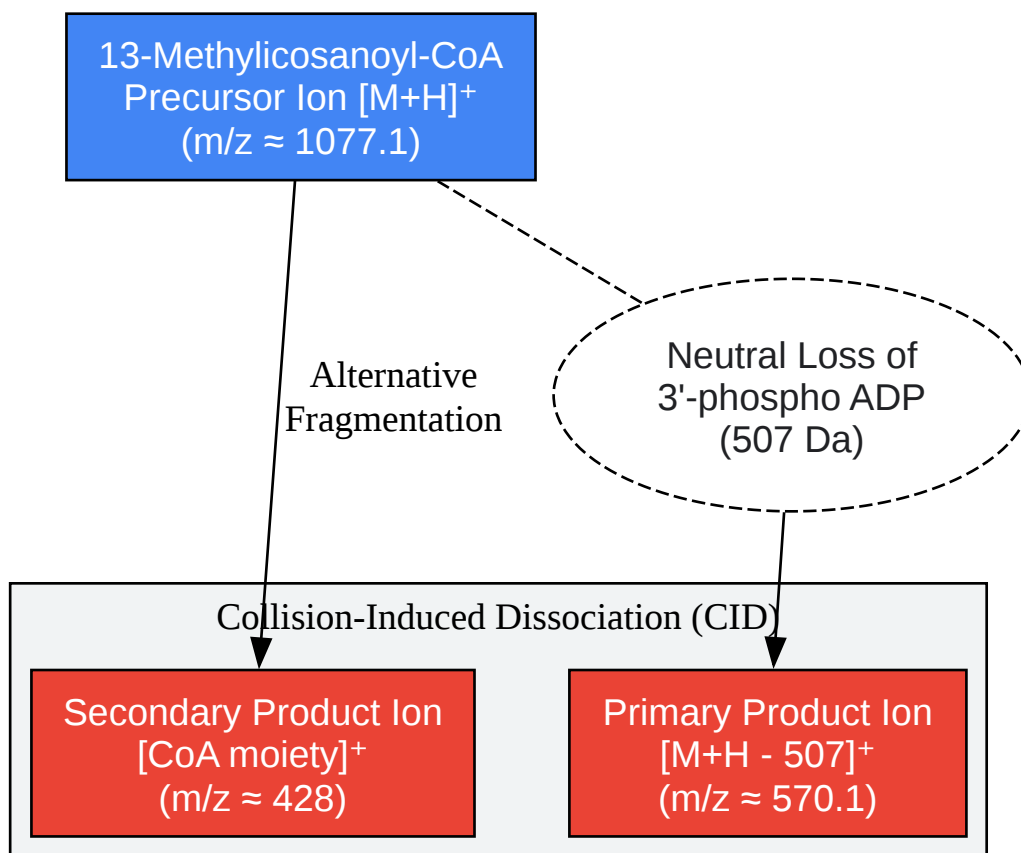 13-Methylicosanoyl-CoA
Precursor Ion [M+H]⁺
(m/z ≈ 1077.1)
Alternative
Fragmentation
Neutral Loss of
3'-phospho ADP
(507 Da)
Collision-Induced Dissociation (CID)
Secondary Product Ion
[CoA moiety]⁺
(m/z ≈ 428)
Primary Product Ion
[M+H - 507]⁺
(m/z ≈ 570.1)